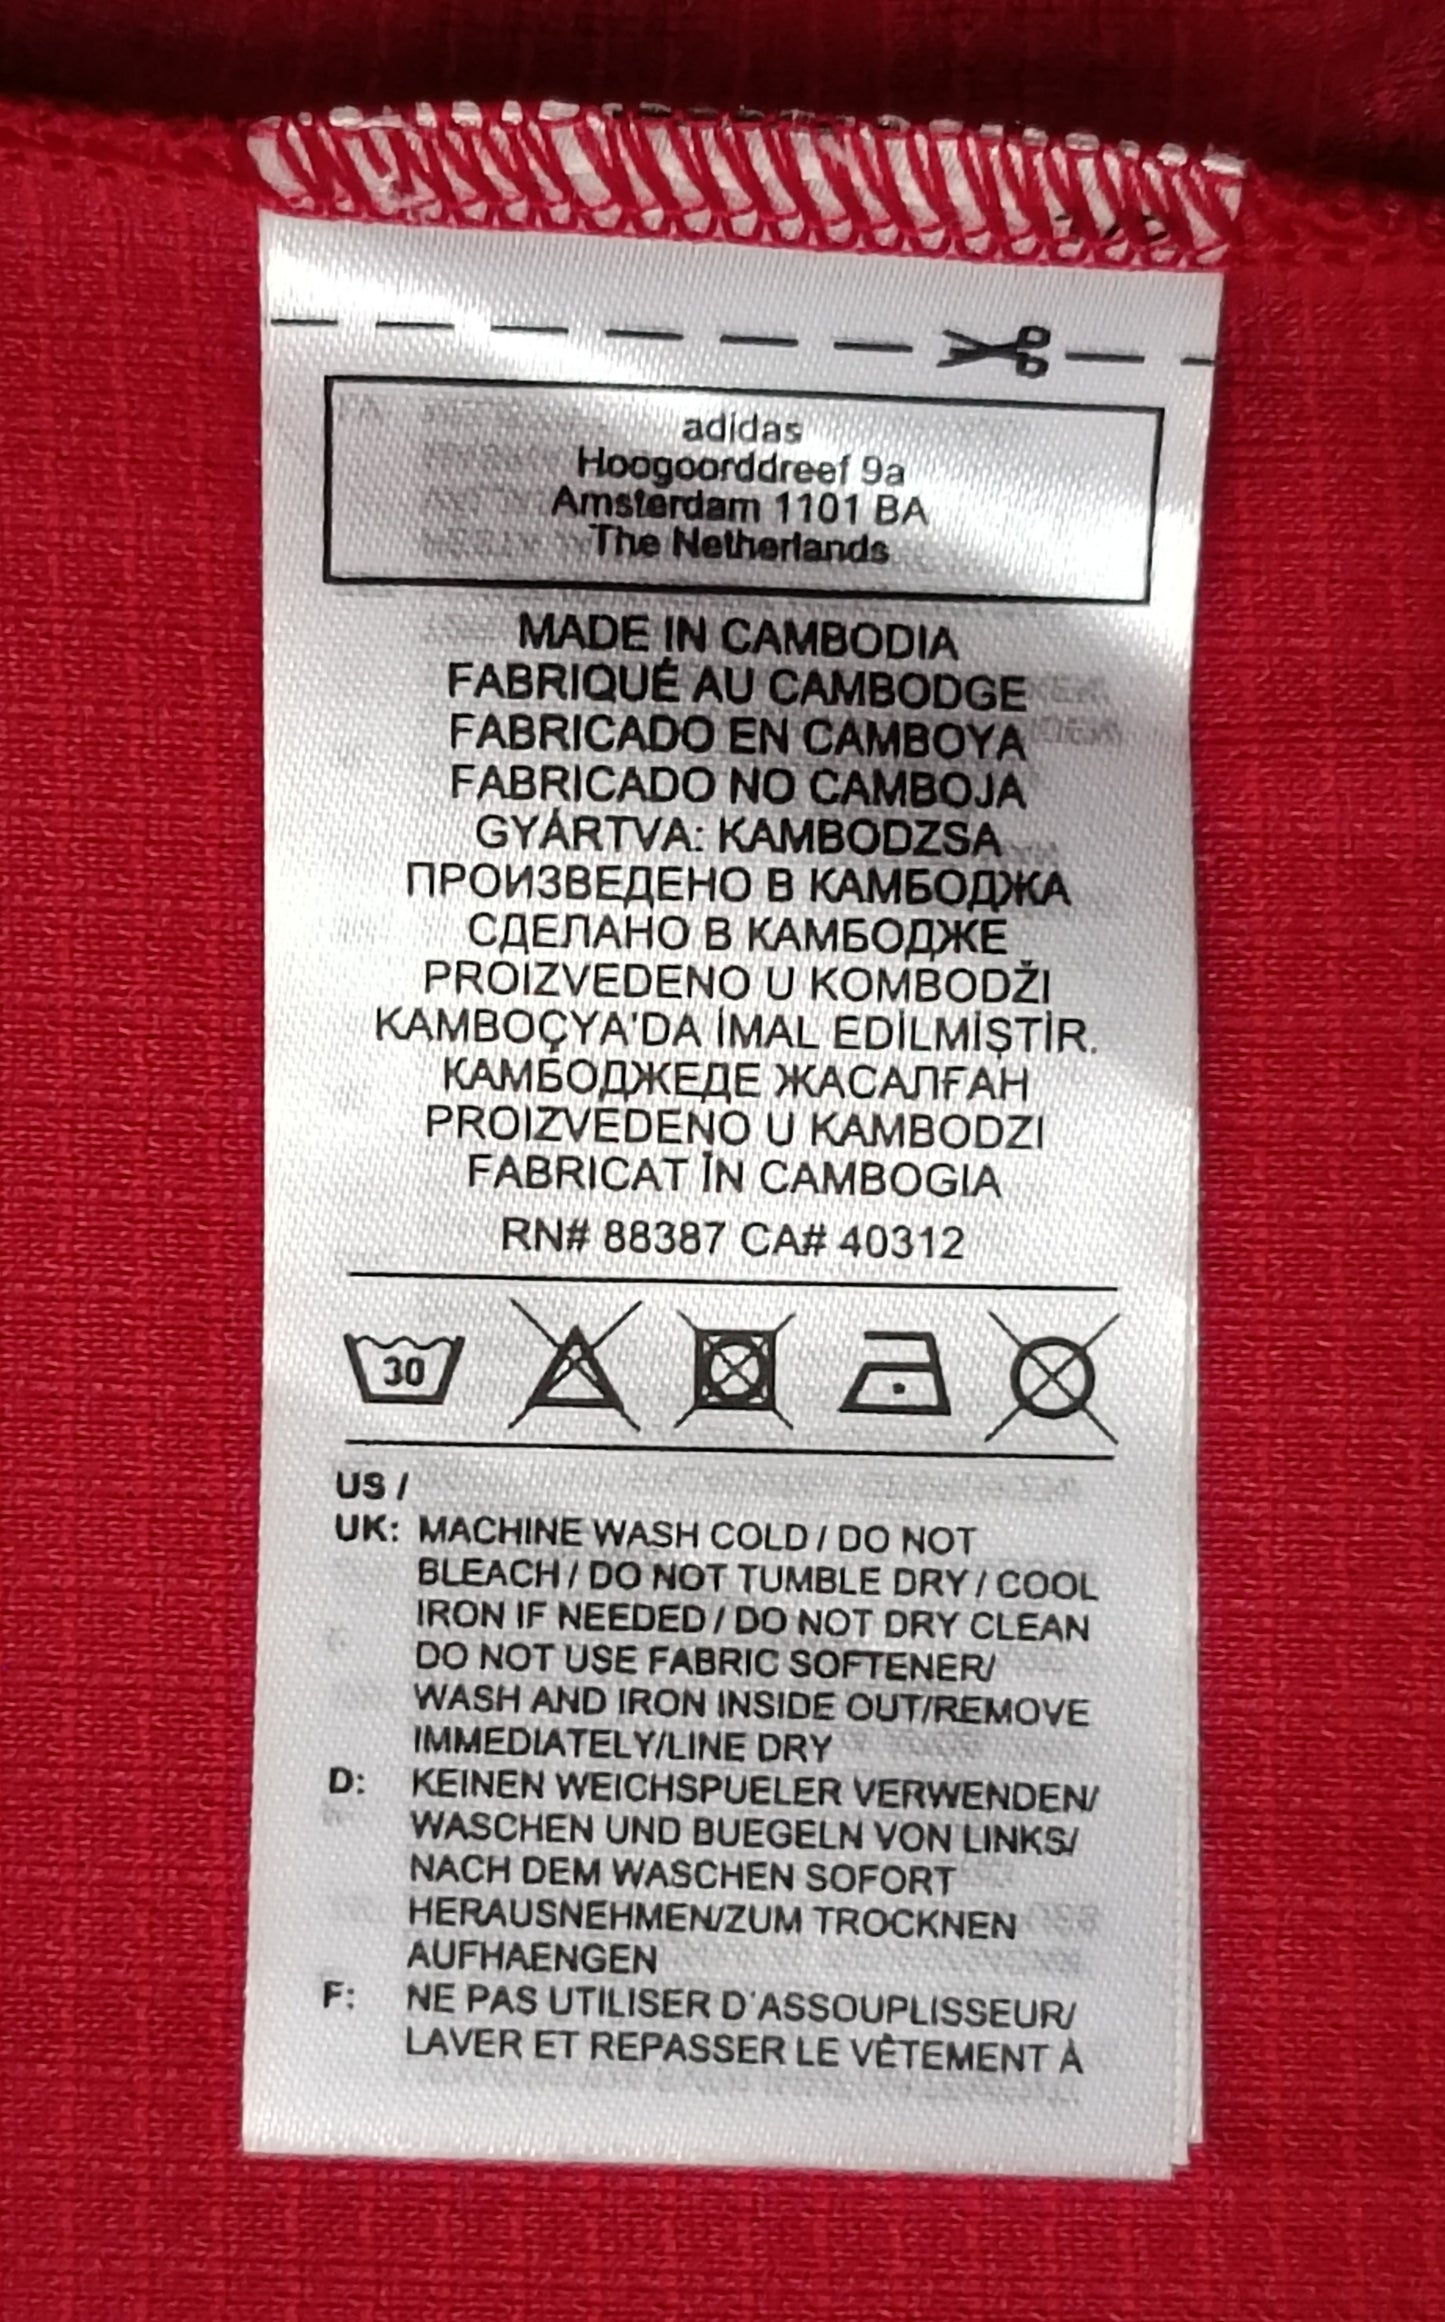 adidas
Hoogoorddreef 9a
Amsterdam 1101 BA
The Netherlands
MADE IN CAMBODIA
FABRIQUÉ AU CAMBODGE
FABRICADO EN CAMBOYA
FABRICADO NO CAMBOJA
GYÁRTVA: KAMBODZSA
ПРОИЗВЕДЕНО В КАМБОДЖА
СДЕЛАНО В КАМБОДЖЕ
PROIZVEDENO U KOMBODŽI
KAMBOÇYA'DA İMAL EDİLMİŞTİR.
КАМБОДЖЕДЕ ЖАСАЛҒАН
PROIZVEDENO U KAMBODZI
FABRICAT ÎN CAMBOGIA
RN# 88387 CA# 40312
30
US /
UK: MACHINE WASH COLD / DO NOT
BLEACH / DO NOT TUMBLE DRY / COOL
IRON IF NEEDED / DO NOT DRY CLEAN
DO NOT USE FABRIC SOFTENER/
WASH AND IRON INSIDE OUT/REMOVE
IMMEDIATELY/LINE DRY
D: KEINEN WEICHSPUELER VERWENDEN/
WASCHEN UND BUEGELN VON LINKS/
NACH DEM WASCHEN SOFORT
HERAUSNEHMEN/ZUM TROCKNEN
AUFHAENGEN
F: NE PAS UTILISER D'ASSOUPLISSEUR/
LAVER ET REPASSER LE VÊTEMENT À